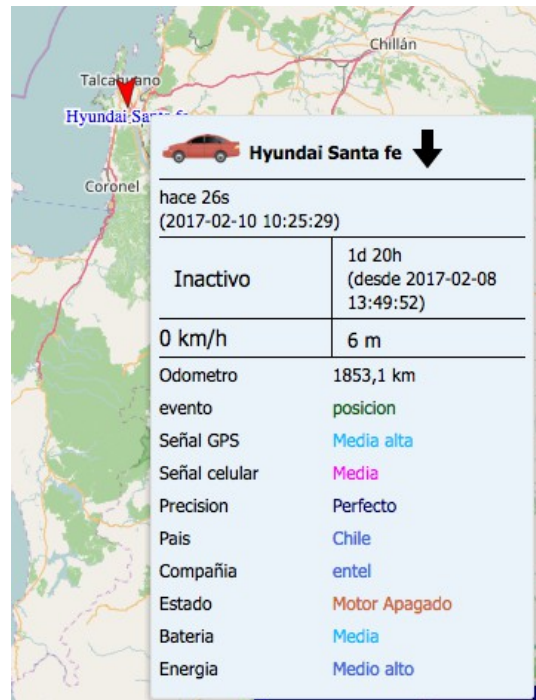 Chillán
Talcahuano
Hyundai Santa fe
Coronel
Hyundai Santa fe
hace 26s
(2017-02-10 10:25:29)
Inactivo
1d 20h
(desde 2017-02-08
13:49:52)
0 km/h
6 m
Odometro 1853,1 km
evento posicion
Señal GPS Media alta
Señal celular Media
Precision Perfecto
Pais Chile
Compañia entel
Estado Motor Apagado
Bateria Media
Energia Medio alto